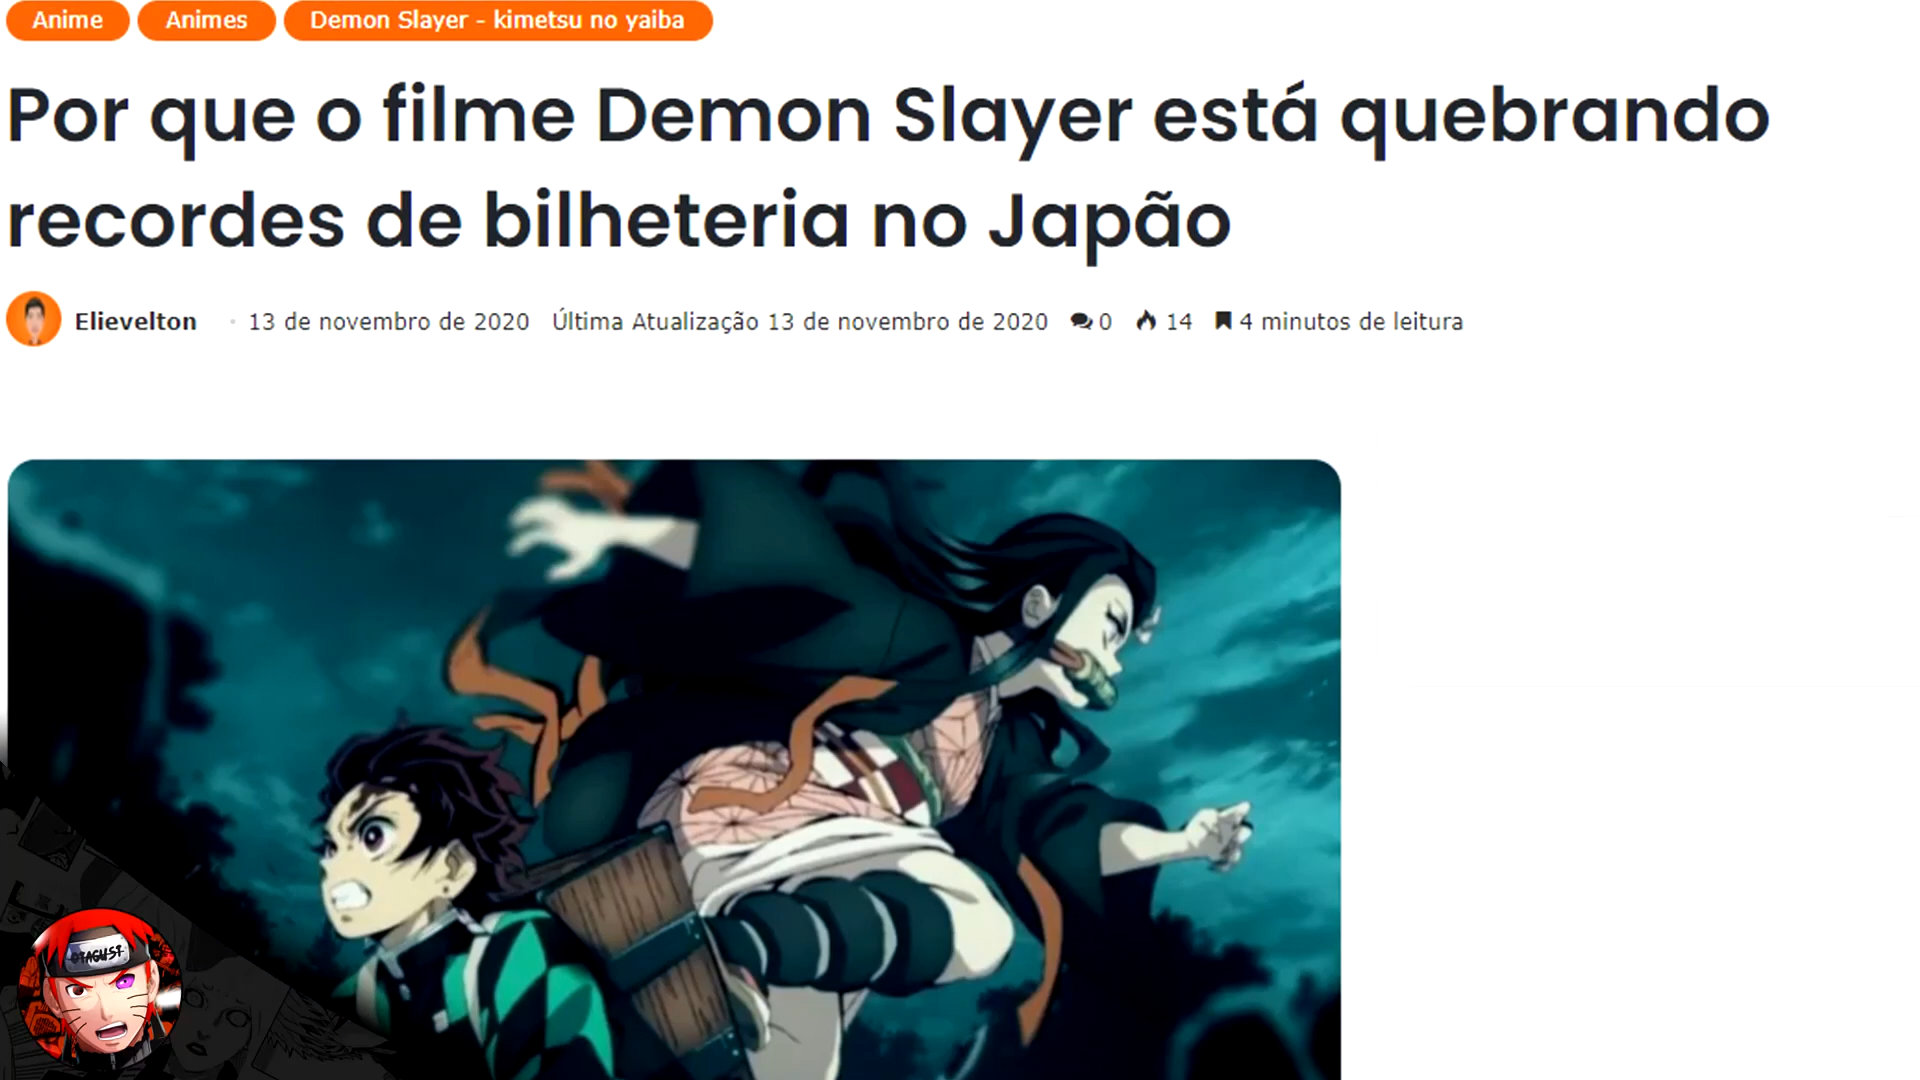 Anime Animes Demon Slayer - kimetsu no yaiba
Por que o filme Demon Slayer está quebrando
recordes de bilheteria no Japão
Elievelton · 13 de novembro de 2020 Última Atualização 13 de novembro de 2020 0 14 4 minutos de leitura
OTAGUST